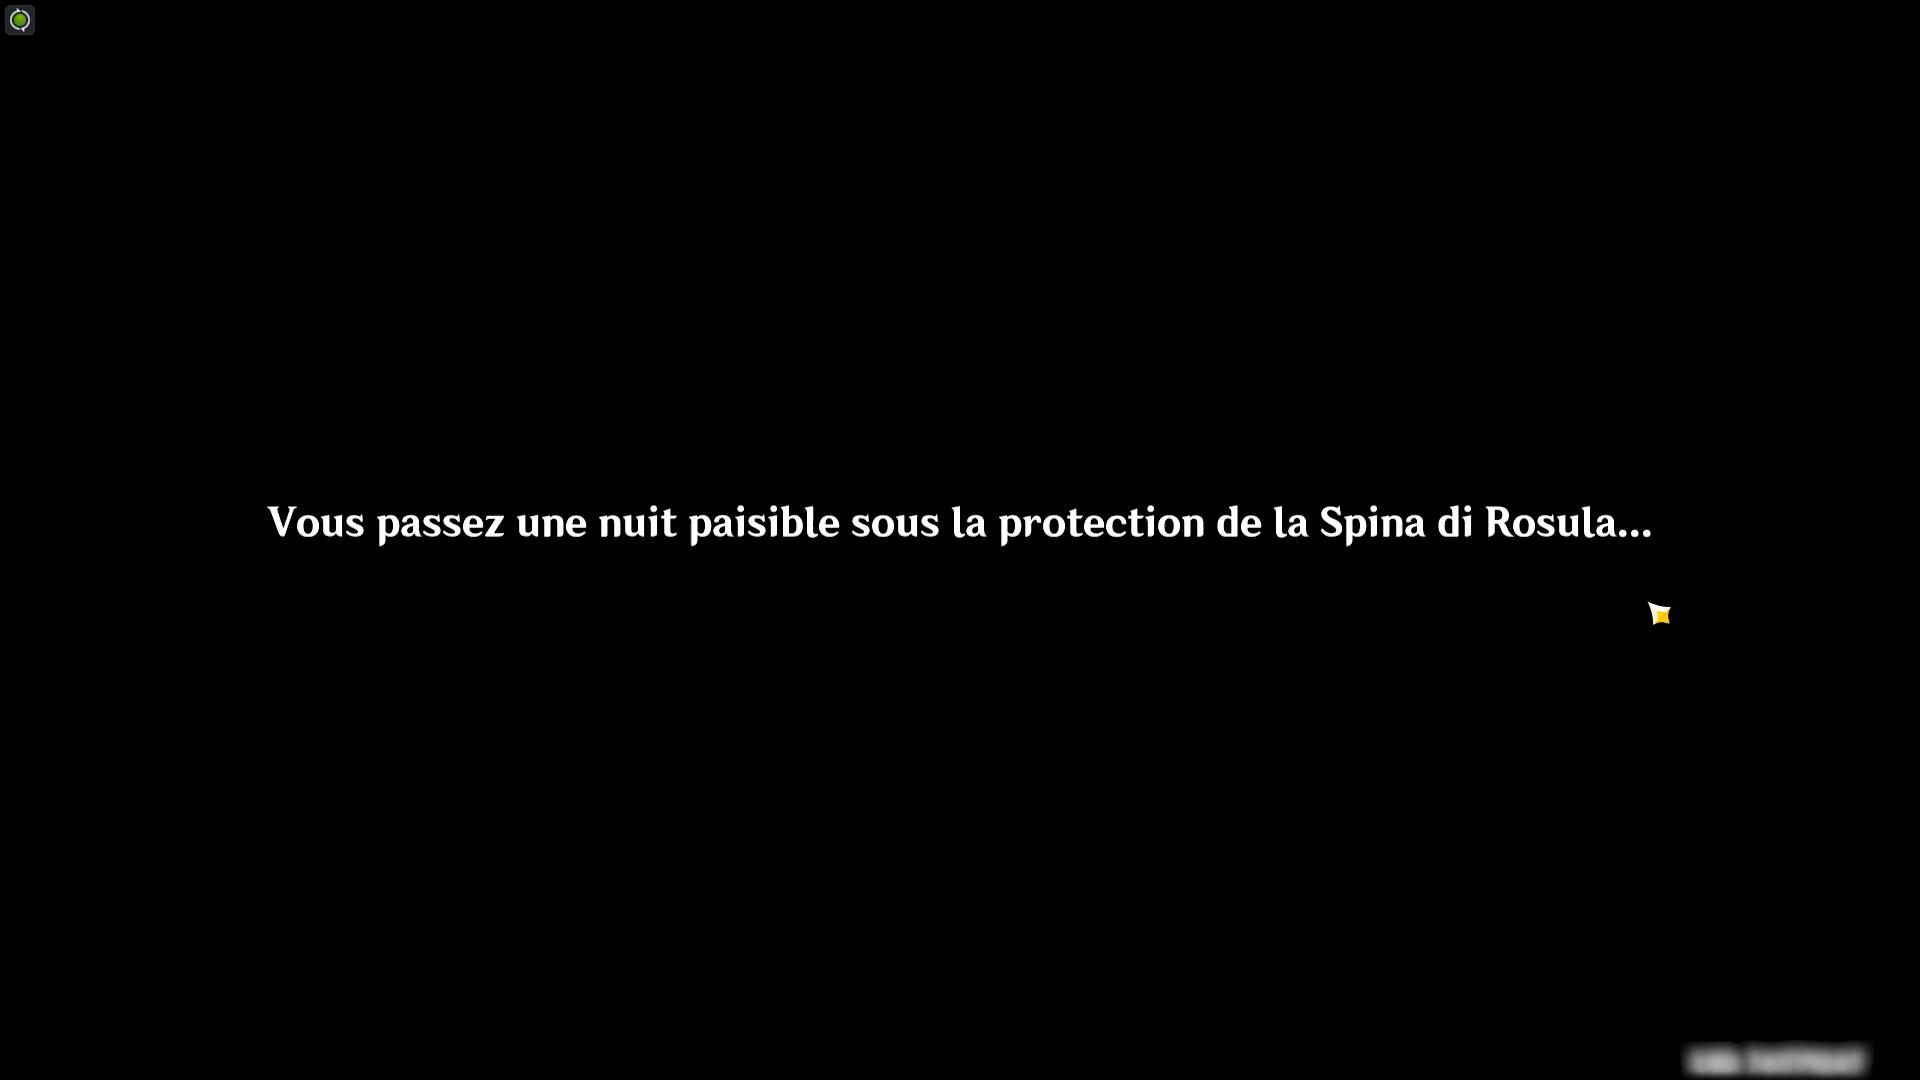 Vous passez une nuit paisible sous la protection de la Spina di Rosula...